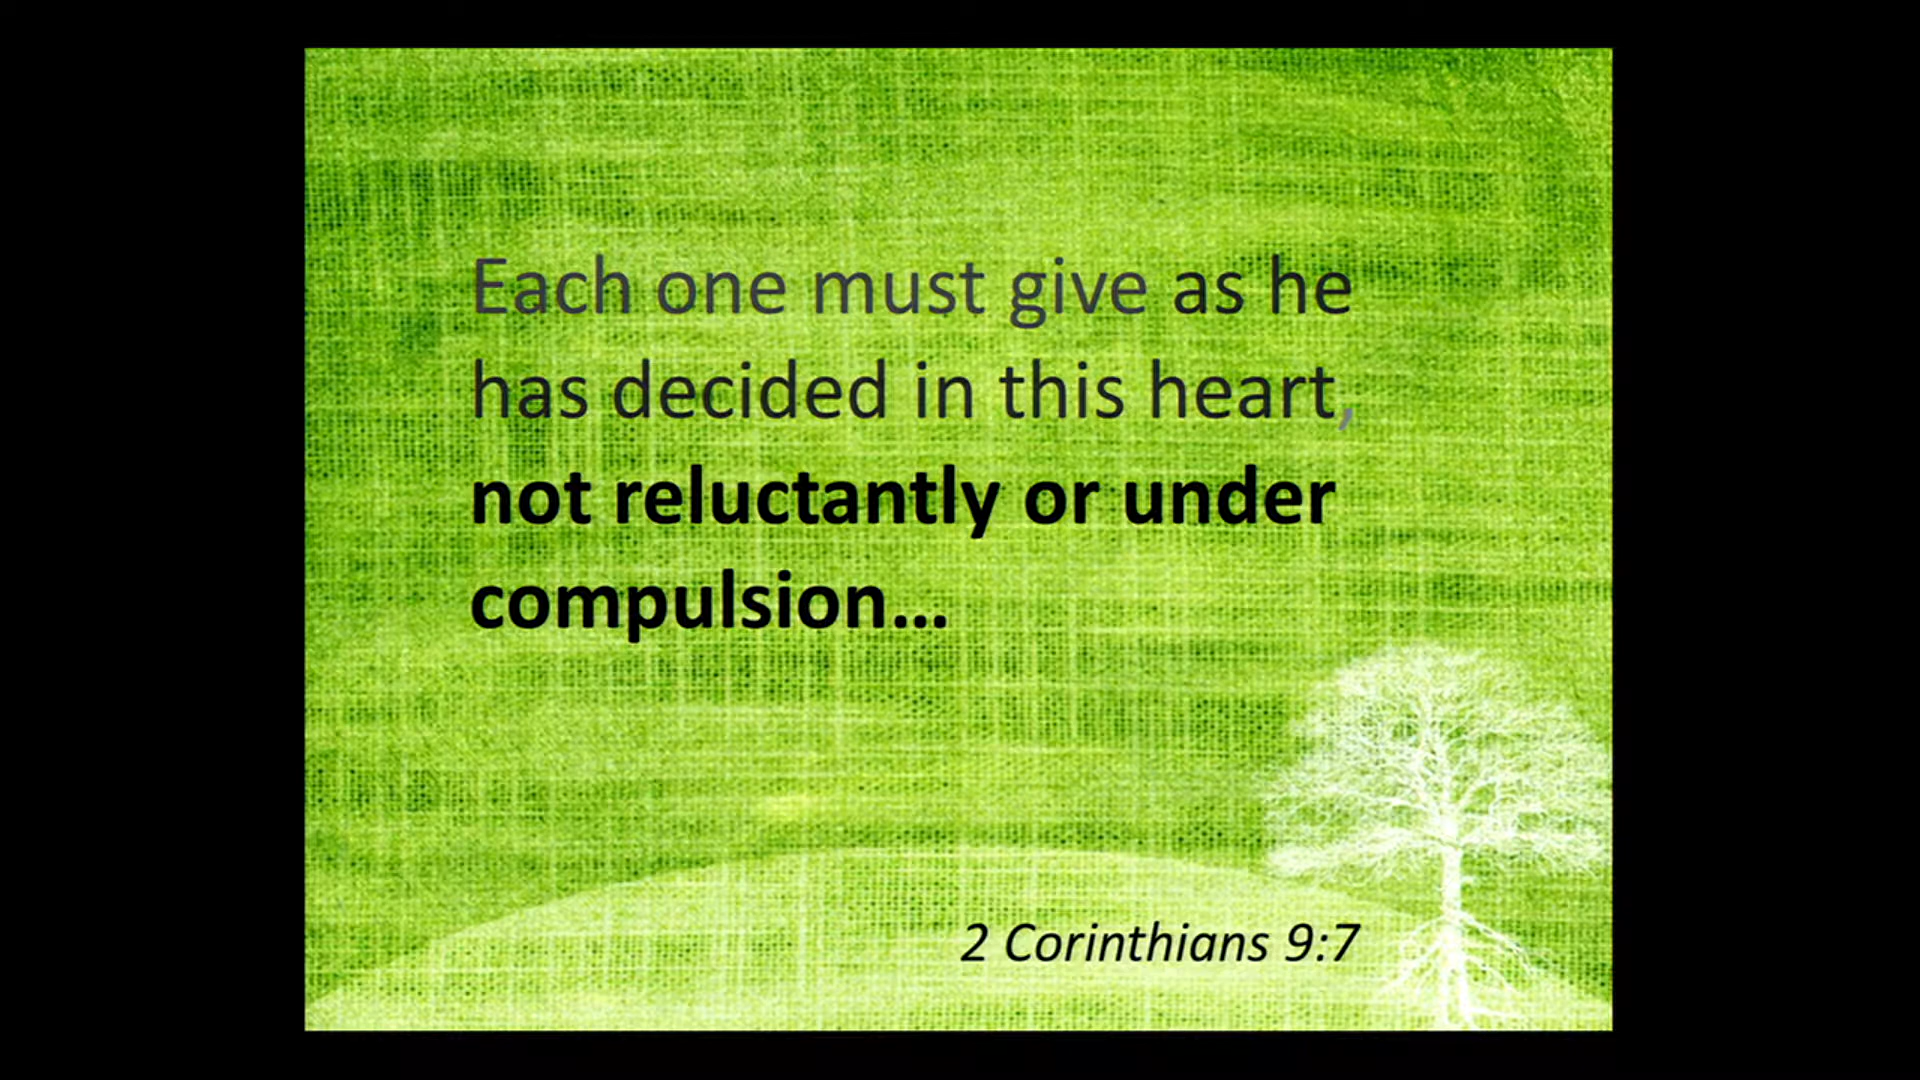 Each one must give as he
has decided in this heart,
not reluctantly or under
compulsion...
2 Corinthians 9:7